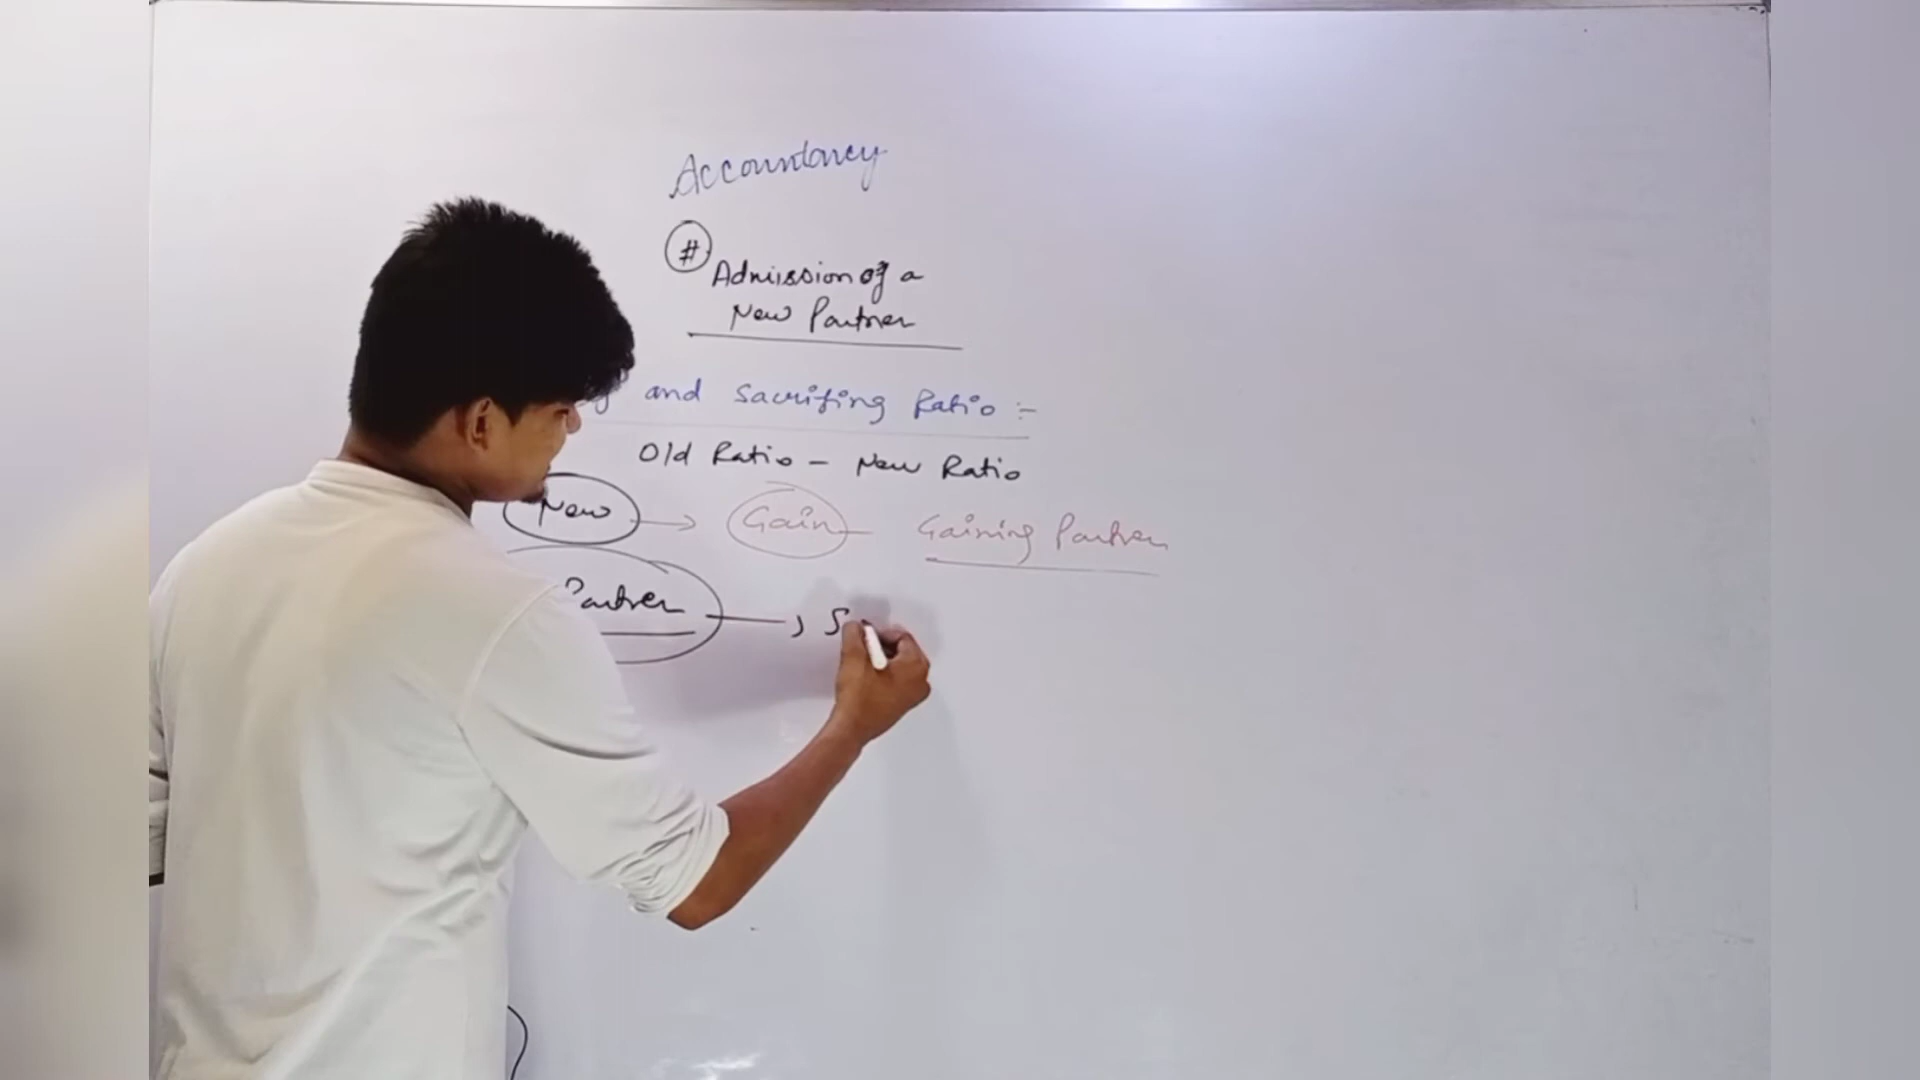 Accountancy
# Admission of a
New Partner
and Sacrifing Ratio :-
Old Ratio - New Ratio
New → Gain - Gaining Partner
Partner → S